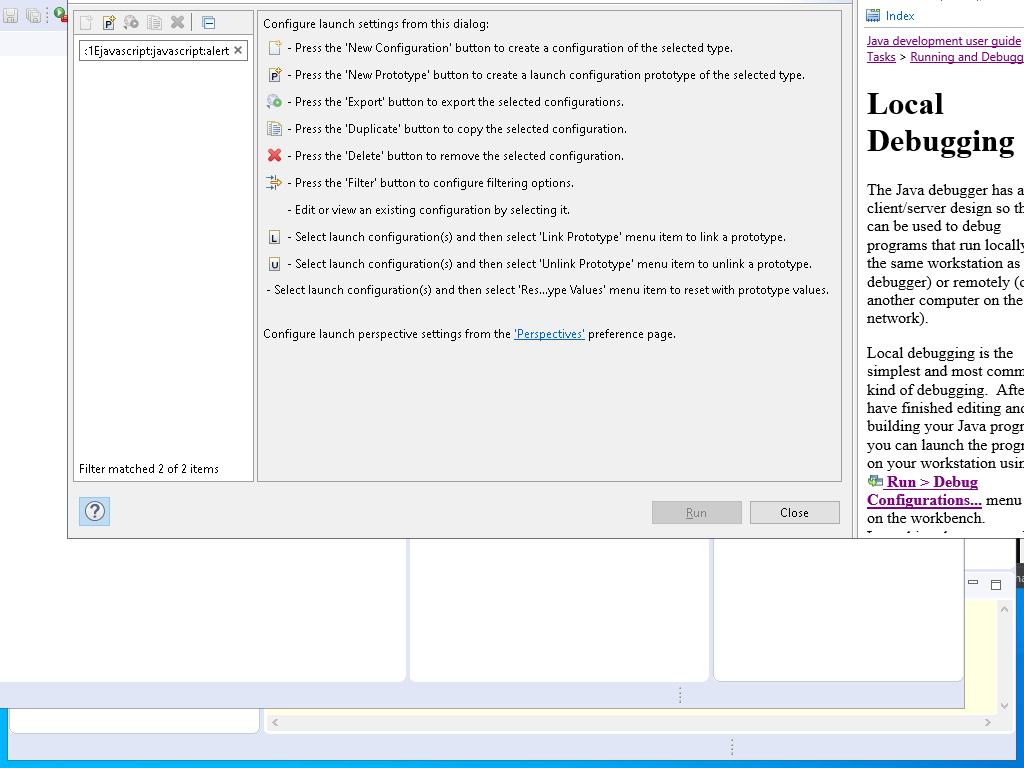 :1Ejavascript:javascript:alert
Filter matched 2 of 2 items
Configure launch settings from this dialog:
- Press the 'New Configuration' button to create a configuration of the selected type.
P - Press the 'New Prototype' button to create a launch configuration prototype of the selected type.
- Press the 'Export' button to export the selected configurations.
- Press the 'Duplicate' button to copy the selected configuration.
- Press the 'Delete' button to remove the selected configuration.
- Press the 'Filter' button to configure filtering options.
- Edit or view an existing configuration by selecting it.
L - Select launch configuration(s) and then select 'Link Prototype' menu item to link a prototype.
U - Select launch configuration(s) and then select 'Unlink Prototype' menu item to unlink a prototype.
- Select launch configuration(s) and then select 'Res...ype Values' menu item to reset with prototype values.
Configure launch perspective settings from the 'Perspectives' preference page.
?
Run
Close
Index
Java development user guide
Tasks > Running and Debugg
Local
Debugging
The Java debugger has a
client/server design so th
can be used to debug
programs that run locally
the same workstation as
debugger) or remotely (o
another computer on the
network).
Local debugging is the
simplest and most comm
kind of debugging. Afte
have finished editing and
building your Java progr
you can launch the progr
on your workstation usin
Run > Debug
Configurations... menu
on the workbench.